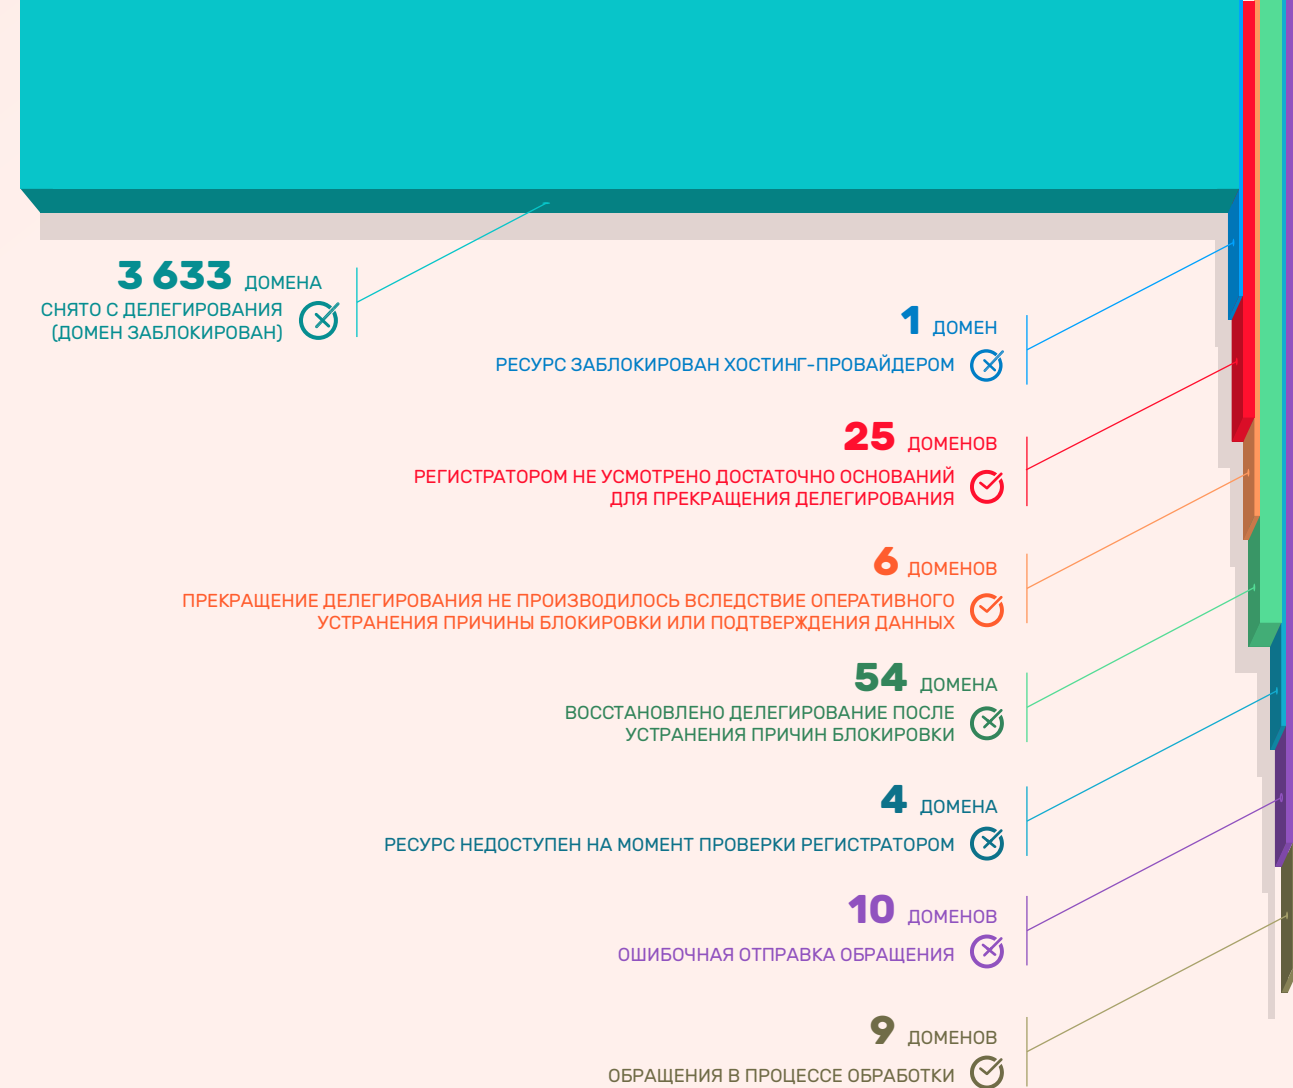 3 633 ДОМЕНА
СНЯТО С ДЕЛЕГИРОВАНИЯ
(ДОМЕН ЗАБЛОКИРОВАН)
1 ДОМЕН
РЕСУРС ЗАБЛОКИРОВАН ХОСТИНГ-ПРОВАЙДЕРОМ
25 ДОМЕНОВ
РЕГИСТРАТОРОМ НЕ УСМОТРЕНО ДОСТАТОЧНО ОСНОВАНИЙ
ДЛЯ ПРЕКРАЩЕНИЯ ДЕЛЕГИРОВАНИЯ
6 ДОМЕНОВ
ПРЕКРАЩЕНИЕ ДЕЛЕГИРОВАНИЯ НЕ ПРОИЗВОДИЛОСЬ ВСЛЕДСТВИЕ ОПЕРАТИВНОГО
УСТРАНЕНИЯ ПРИЧИНЫ БЛОКИРОВКИ ИЛИ ПОДТВЕРЖДЕНИЯ ДАННЫХ
54 ДОМЕНА
ВОССТАНОВЛЕНО ДЕЛЕГИРОВАНИЕ ПОСЛЕ
УСТРАНЕНИЯ ПРИЧИН БЛОКИРОВКИ
4 ДОМЕНА
РЕСУРС НЕДОСТУПЕН НА МОМЕНТ ПРОВЕРКИ РЕГИСТРАТОРОМ
10 ДОМЕНОВ
ОШИБОЧНАЯ ОТПРАВКА ОБРАЩЕНИЯ
9 ДОМЕНОВ
ОБРАЩЕНИЯ В ПРОЦЕССЕ ОБРАБОТКИ